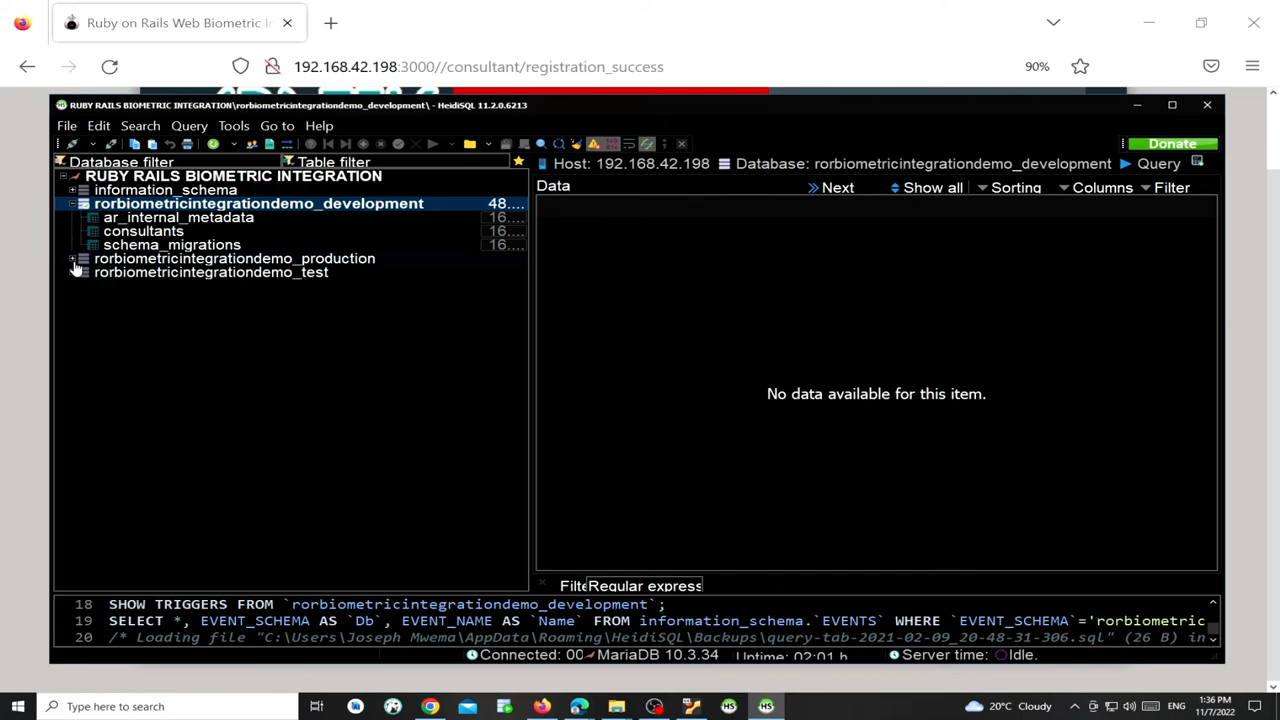 Ruby on Rails Web Biometric In
192.168.42.198:3000//consultant/registration_success
90%
RUBY RAILS BIOMETRIC INTEGRATION\rorbiometricintegrationdemo_development\ - HeidiSQL 11.2.0.6213
File Edit Search Query Tools Go to Help
Donate
Database filter
Table filter
Host: 192.168.42.198
Database: rorbiometricintegrationdemo_development
Query
RUBY RAILS BIOMETRIC INTEGRATION
information_schema
rorbiometricintegrationdemo_development 48....
ar_internal_metadata 16....
consultants 16....
schema_migrations 16....
rorbiometricintegrationdemo_production
rorbiometricintegrationdemo_test
Data
Next
Show all
Sorting
Columns
Filter
No data available for this item.
Regular express
18 SHOW TRIGGERS FROM `rorbiometricintegrationdemo_development`;
19 SELECT *, EVENT_SCHEMA AS `Db`, EVENT_NAME AS `Name` FROM information_schema.`EVENTS` WHERE `EVENT_SCHEMA`='rorbiometric
20 /* Loading file "C:\Users\Joseph Mwema\AppData\Roaming\HeidiSQL\Backups\query-tab-2021-02-09_20-48-31-306.sql" (26 B) in
Connected: 00
MariaDB 10.3.34
Uptime: 02:01 h
Server time:
Idle.
Type here to search
20°C Cloudy
ENG
1:36 PM
11/7/2022